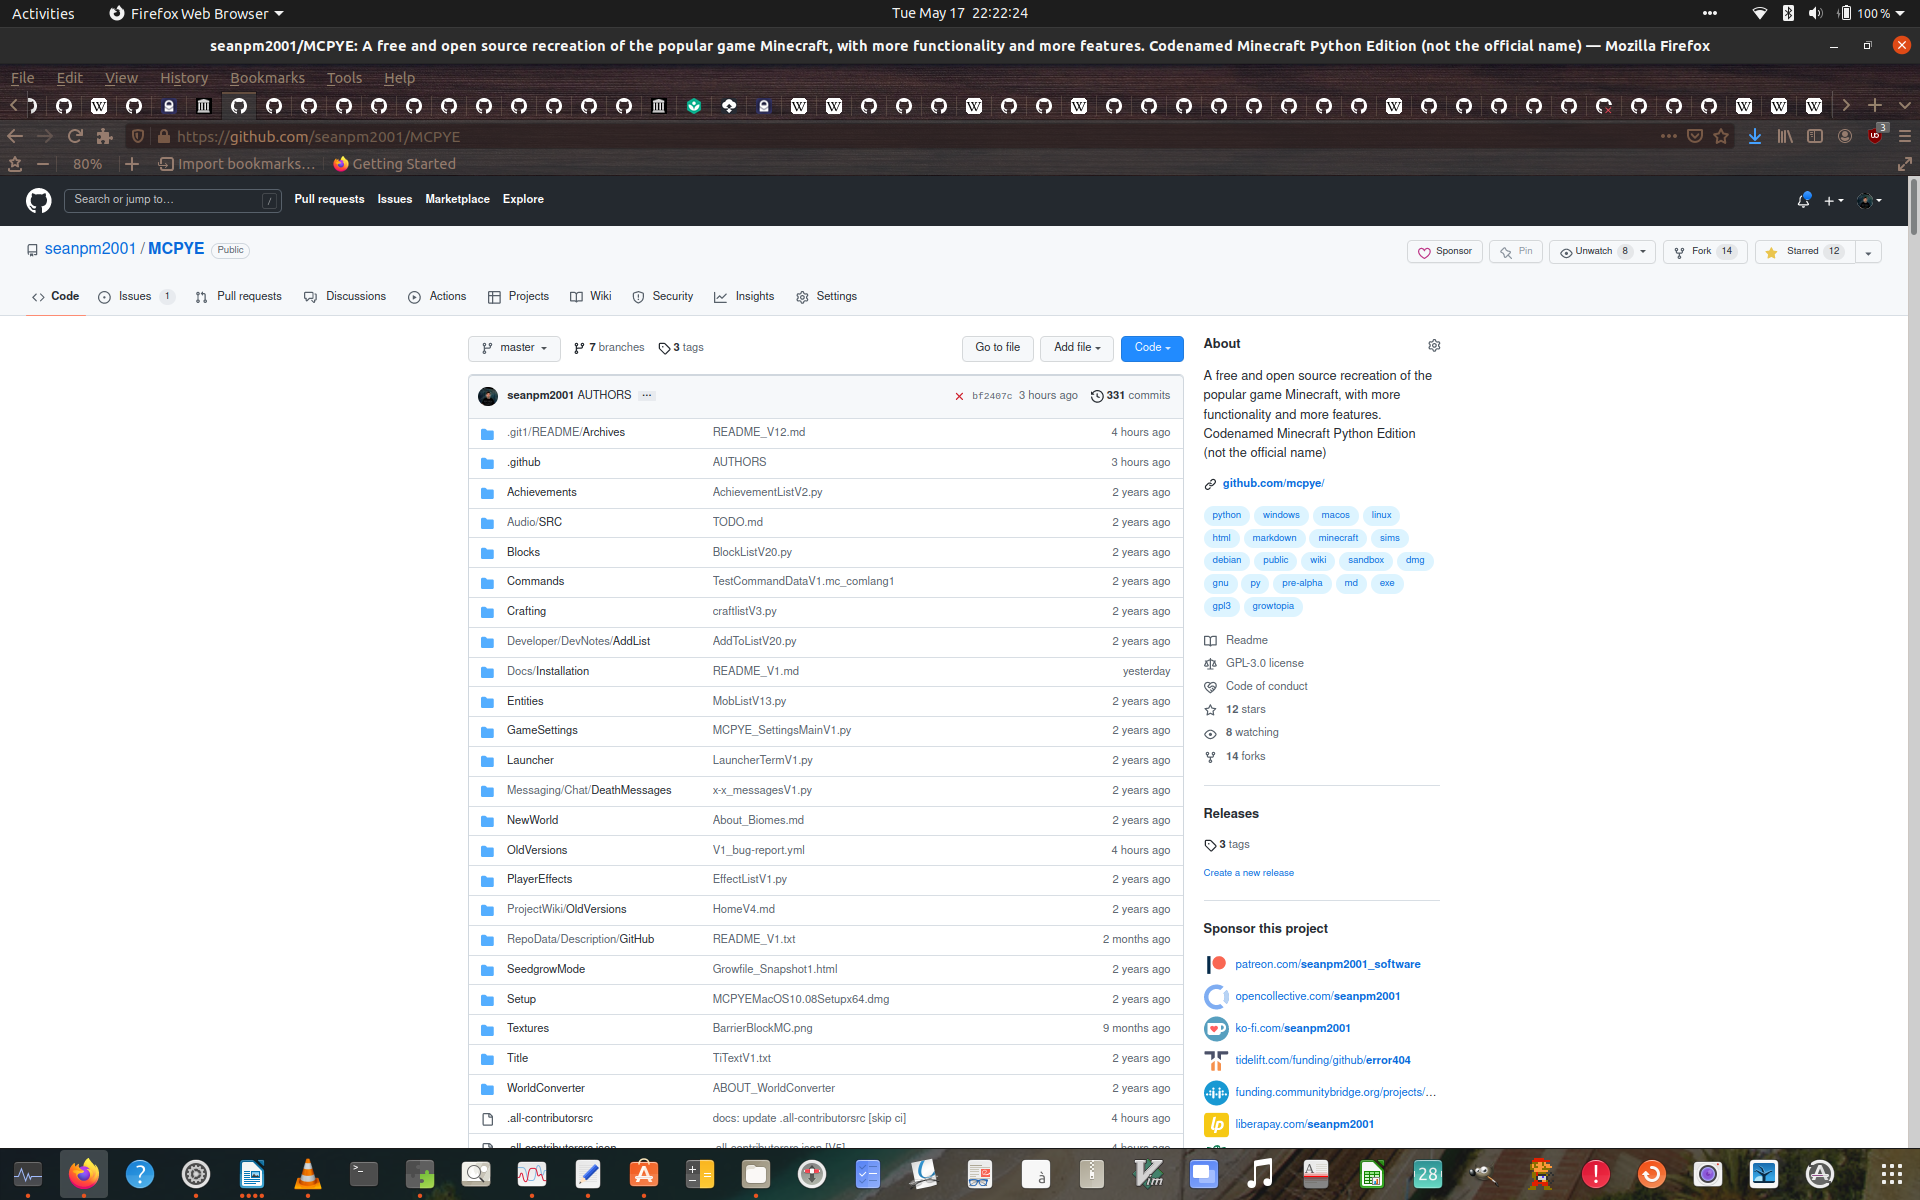 Activities
Firefox Web Browser
Tue May 17 22:22:24
100 %
seanpm2001/MCPYE: A free and open source recreation of the popular game Minecraft, with more functionality and more features. Codenamed Minecraft Python Edition (not the official name) — Mozilla Firefox
File Edit View History Bookmarks Tools Help
https://github.com/seanpm2001/MCPYE
3
80%
Import bookmarks...
Getting Started
Search or jump to...
/
Pull requests Issues Marketplace Explore
seanpm2001 / MCPYE Public
Sponsor Pin Unwatch 8 Fork 14 Starred 12
Code Issues 1 Pull requests Discussions Actions Projects Wiki Security Insights Settings
master 7 branches 3 tags
Go to file Add file Code
seanpm2001 AUTHORS ... bf2407c 3 hours ago 331 commits
.git1/README/Archives README_V12.md 4 hours ago
.github AUTHORS 3 hours ago
Achievements AchievementListV2.py 2 years ago
Audio/SRC TODO.md 2 years ago
Blocks BlockListV20.py 2 years ago
Commands TestCommandDataV1.mc_comlang1 2 years ago
Crafting craftlistV3.py 2 years ago
Developer/DevNotes/AddList AddToListV20.py 2 years ago
Docs/Installation README_V1.md yesterday
Entities MobListV13.py 2 years ago
GameSettings MCPYE_SettingsMainV1.py 2 years ago
Launcher LauncherTermV1.py 2 years ago
Messaging/Chat/DeathMessages x-x_messagesV1.py 2 years ago
NewWorld About_Biomes.md 2 years ago
OldVersions V1_bug-report.yml 4 hours ago
PlayerEffects EffectListV1.py 2 years ago
ProjectWiki/OldVersions HomeV4.md 2 years ago
RepoData/Description/GitHub README_V1.txt 2 months ago
SeedgrowMode Growfile_Snapshot1.html 2 years ago
Setup MCPYEMacOS10.08Setupx64.dmg 2 years ago
Textures BarrierBlockMC.png 9 months ago
Title TiTextV1.txt 2 years ago
WorldConverter ABOUT_WorldConverter 2 years ago
.all-contributorsrc docs: update .all-contributorsrc [skip ci] 4 hours ago
.all-contributorsrc.json .all-contributorsrc.json [V5] 4 hours ago
About
A free and open source recreation of the
popular game Minecraft, with more
functionality and more features.
Codenamed Minecraft Python Edition
(not the official name)
github.com/mcpye/
python windows macos linux
html markdown minecraft sims
debian public wiki sandbox dmg
gnu py pre-alpha md exe
gpl3 growtopia
Readme
GPL-3.0 license
Code of conduct
12 stars
8 watching
14 forks
Releases
3 tags
Create a new release
Sponsor this project
patreon.com/seanpm2001_software
opencollective.com/seanpm2001
ko-fi.com/seanpm2001
tidelift.com/funding/github/error404
funding.communitybridge.org/projects/...
lp
liberapay.com/seanpm2001
28